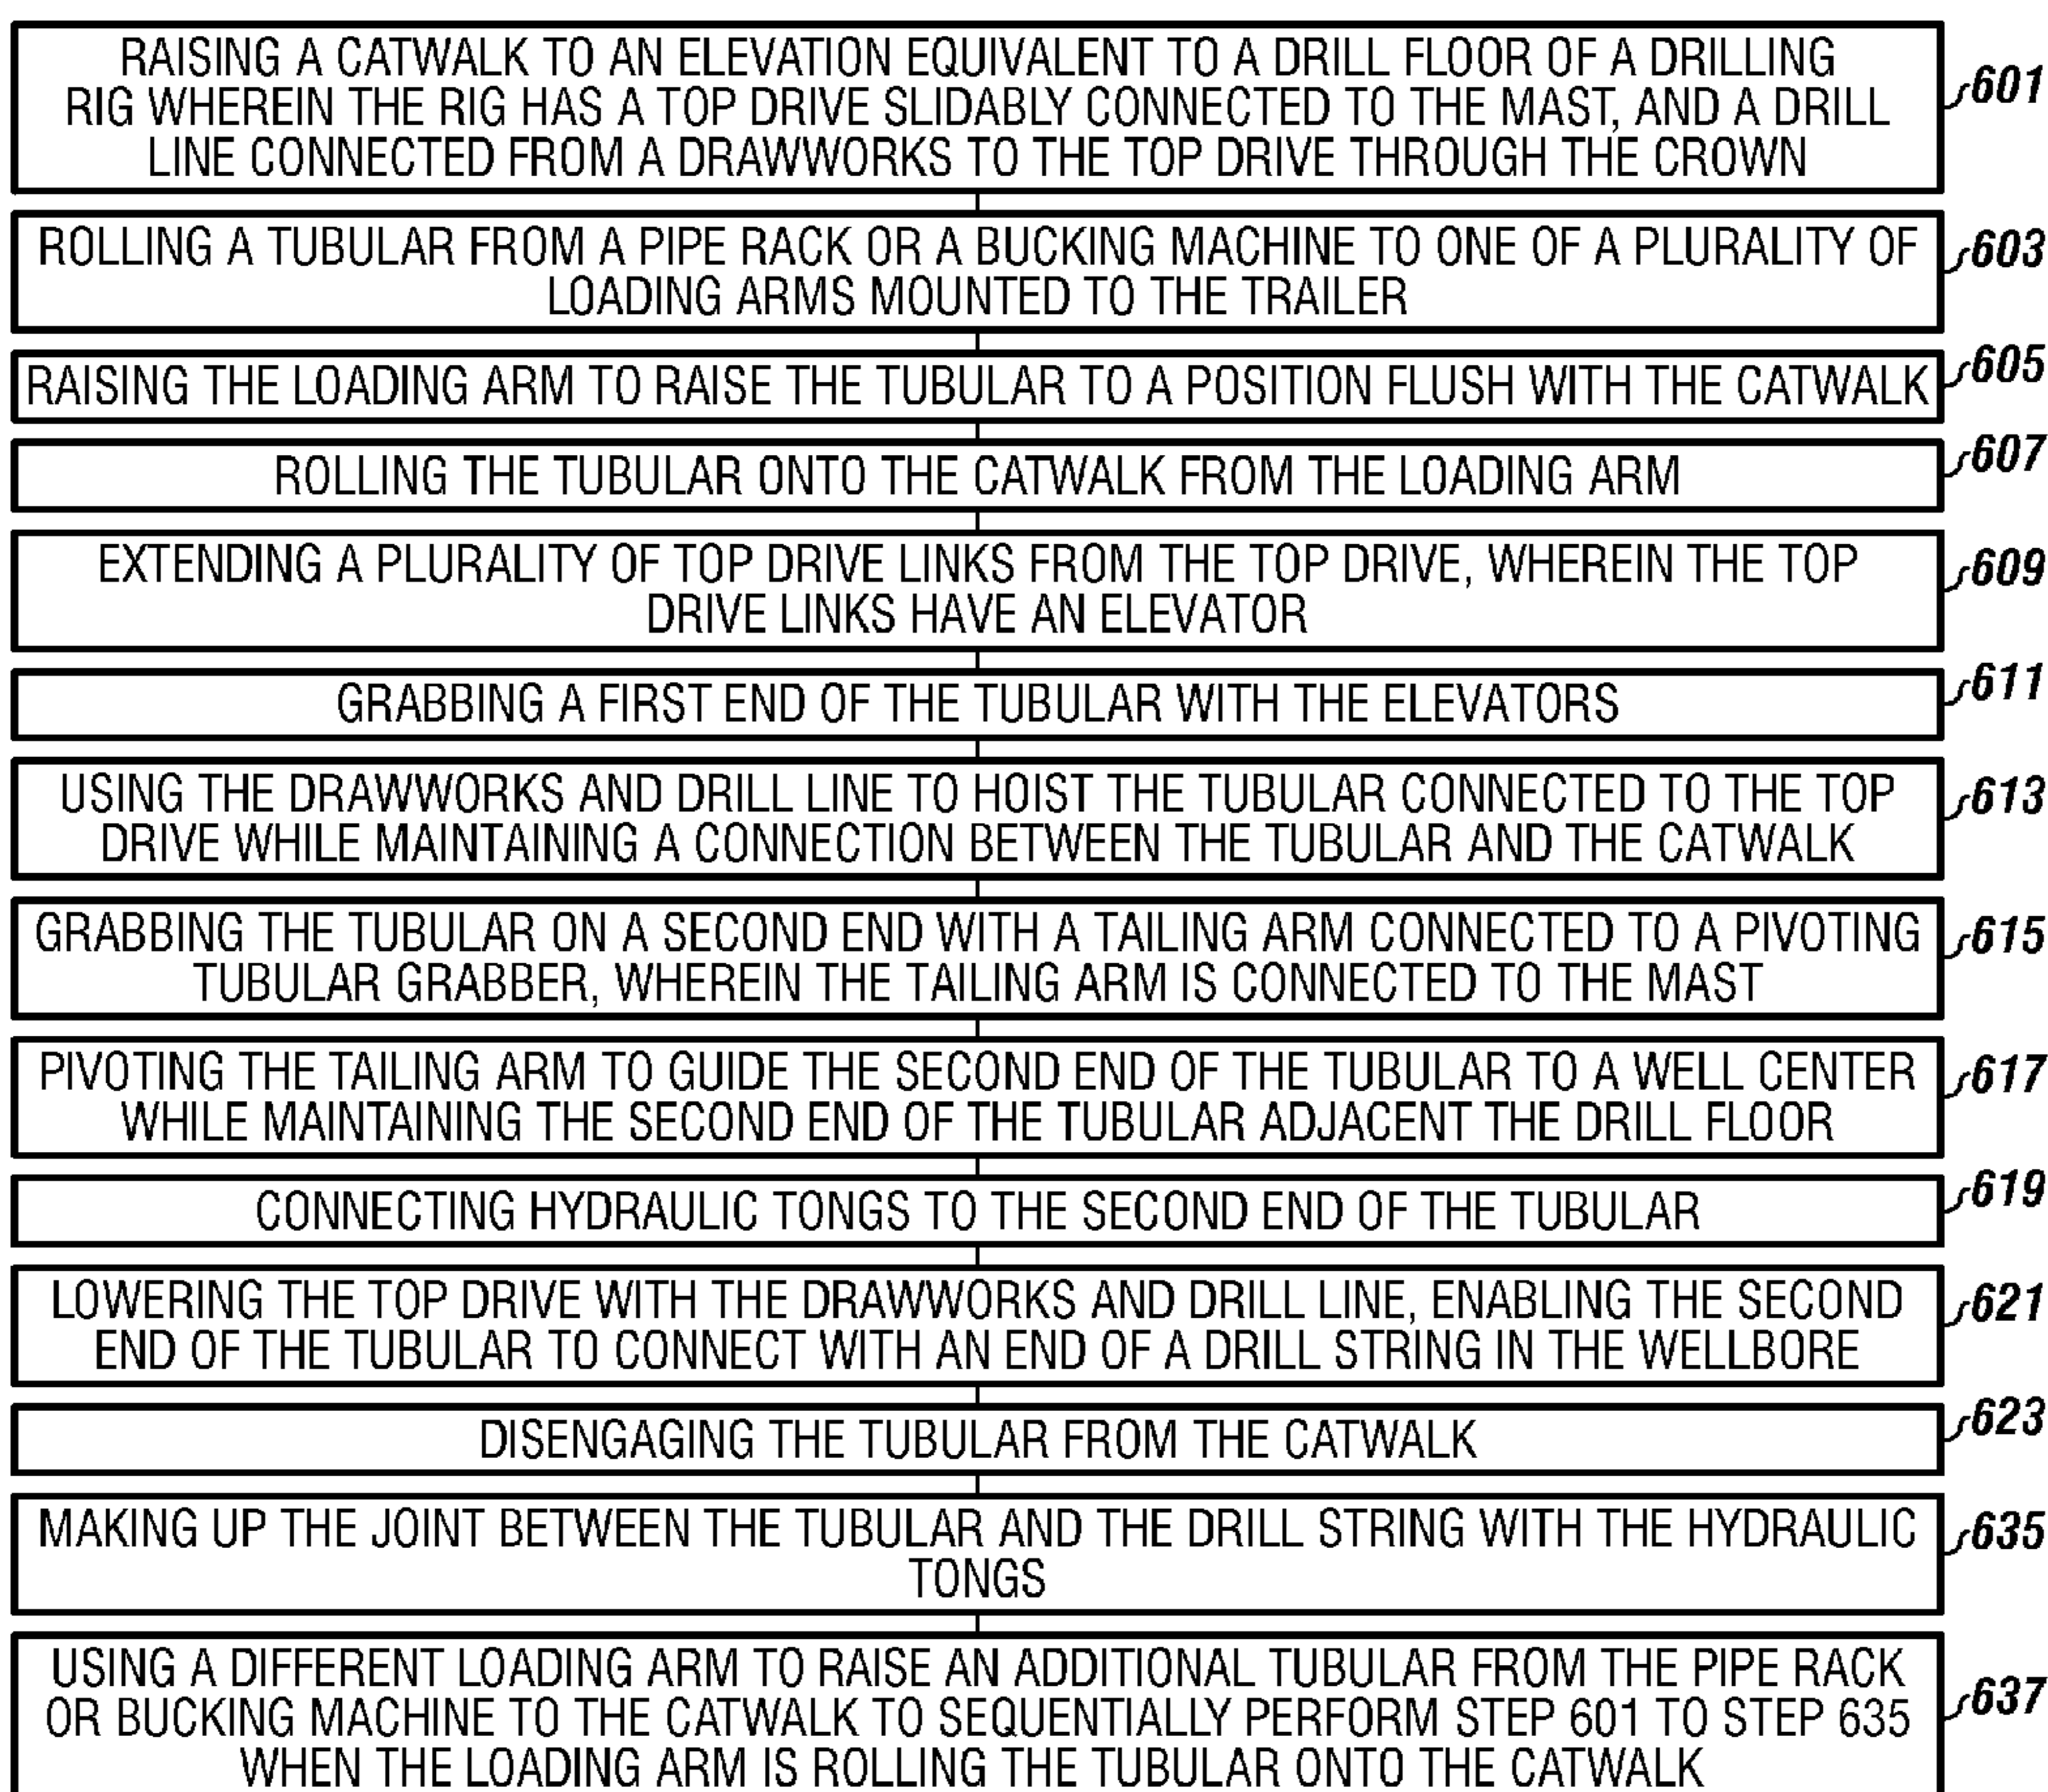 RAISING A CATWALK TO AN ELEVATION EQUIVALENT TO A DRILL FLOOR OF A DRILLING
RIG WHEREIN THE RIG HAS A TOP DRIVE SLIDABLY CONNECTED TO THE MAST, AND A DRILL
LINE CONNECTED FROM A DRAWWORKS TO THE TOP DRIVE THROUGH THE CROWN
601
ROLLING A TUBULAR FROM A PIPE RACK OR A BUCKING MACHINE TO ONE OF A PLURALITY OF
LOADING ARMS MOUNTED TO THE TRAILER
603
RAISING THE LOADING ARM TO RAISE THE TUBULAR TO A POSITION FLUSH WITH THE CATWALK
605
ROLLING THE TUBULAR ONTO THE CATWALK FROM THE LOADING ARM
607
EXTENDING A PLURALITY OF TOP DRIVE LINKS FROM THE TOP DRIVE, WHEREIN THE TOP
DRIVE LINKS HAVE AN ELEVATOR
609
GRABBING A FIRST END OF THE TUBULAR WITH THE ELEVATORS
611
USING THE DRAWWORKS AND DRILL LINE TO HOIST THE TUBULAR CONNECTED TO THE TOP
DRIVE WHILE MAINTAINING A CONNECTION BETWEEN THE TUBULAR AND THE CATWALK
613
GRABBING THE TUBULAR ON A SECOND END WITH A TAILING ARM CONNECTED TO A PIVOTING
TUBULAR GRABBER, WHEREIN THE TAILING ARM IS CONNECTED TO THE MAST
615
PIVOTING THE TAILING ARM TO GUIDE THE SECOND END OF THE TUBULAR TO A WELL CENTER
WHILE MAINTAINING THE SECOND END OF THE TUBULAR ADJACENT THE DRILL FLOOR
617
CONNECTING HYDRAULIC TONGS TO THE SECOND END OF THE TUBULAR
619
LOWERING THE TOP DRIVE WITH THE DRAWWORKS AND DRILL LINE, ENABLING THE SECOND
END OF THE TUBULAR TO CONNECT WITH AN END OF A DRILL STRING IN THE WELLBORE
621
DISENGAGING THE TUBULAR FROM THE CATWALK
623
MAKING UP THE JOINT BETWEEN THE TUBULAR AND THE DRILL STRING WITH THE HYDRAULIC
TONGS
635
USING A DIFFERENT LOADING ARM TO RAISE AN ADDITIONAL TUBULAR FROM THE PIPE RACK
OR BUCKING MACHINE TO THE CATWALK TO SEQUENTIALLY PERFORM STEP 601 TO STEP 635
WHEN THE LOADING ARM IS ROLLING THE TUBULAR ONTO THE CATWALK
637